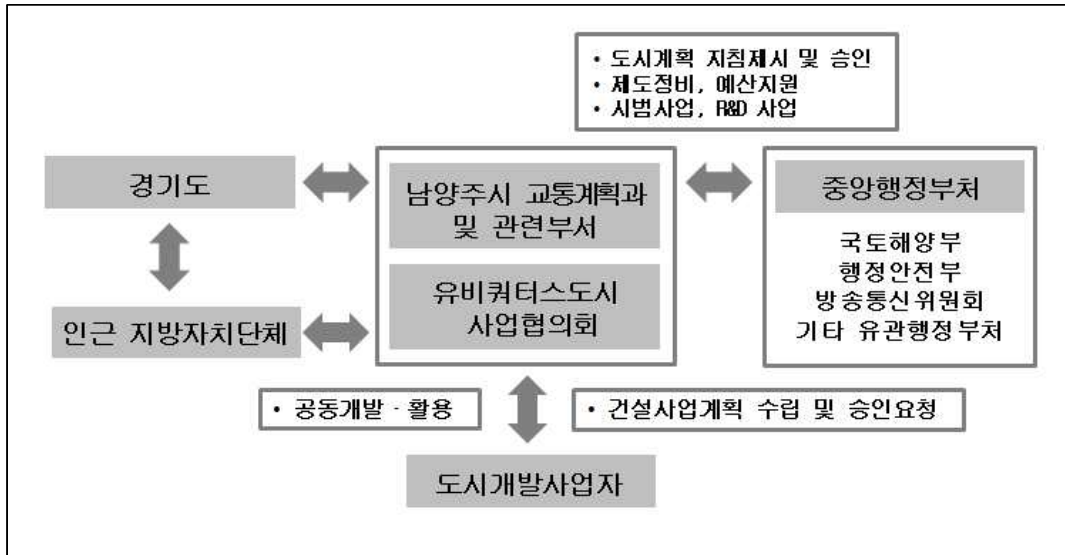 • 도시계획 지침제시 및 승인
• 제도정비, 예산지원
• 시범사업, R&D 사업
경기도
남양주시 교통계획과
및 관련부서
중앙행정부처
국토해양부
행정안전부
방송통신위원회
기타 유관행정부처
유비쿼터스도시
사업협의회
인근 지방자치단체
• 공동개발 · 활용
• 건설사업계획 수립 및 승인요청
도시개발사업자